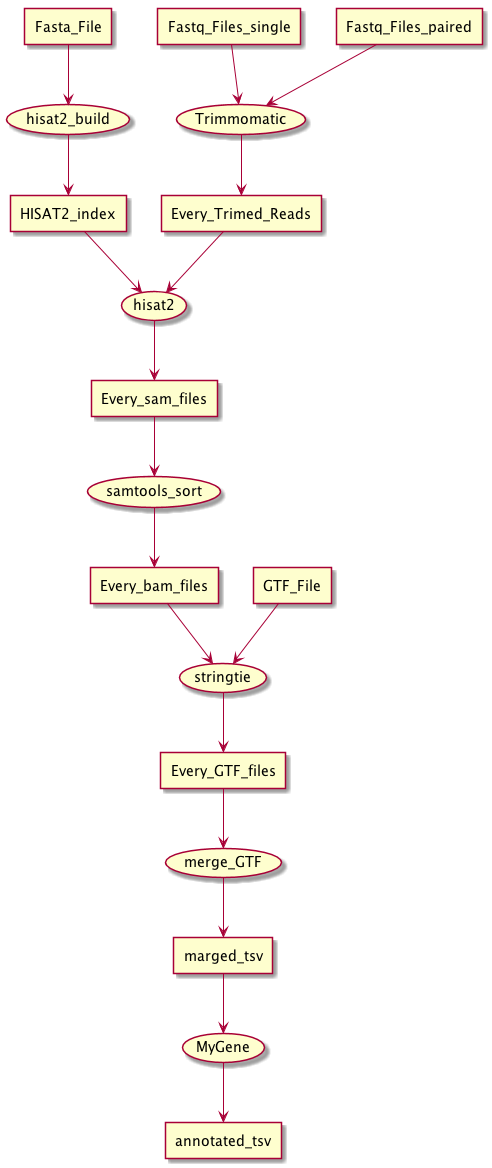 Fasta_File
Fastq_Files_single
Fastq_Files_paired
hisat2_build
Trimmomatic
HISAT2_index
Every_Trimed_Reads
hisat2
Every_sam_files
samtools_sort
Every_bam_files
GTF_File
stringtie
Every_GTF_files
merge_GTF
marged_tsv
MyGene
annotated_tsv